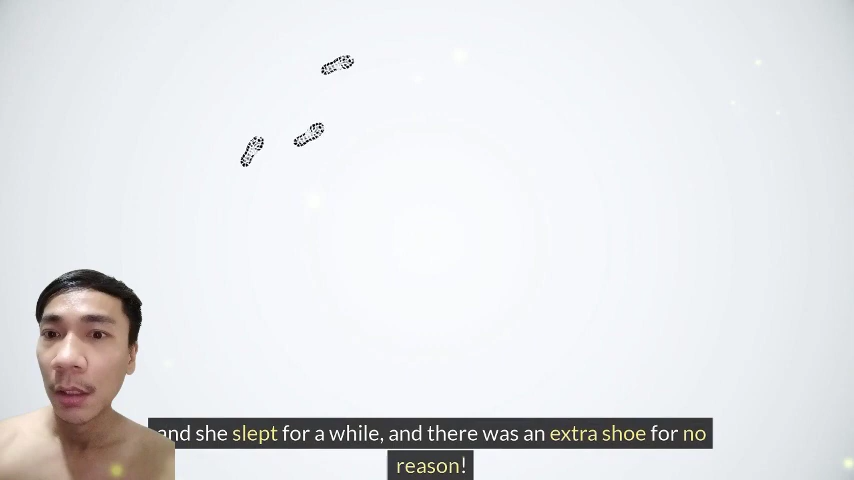 and she slept for a while, and there was an extra shoe for no
reason!